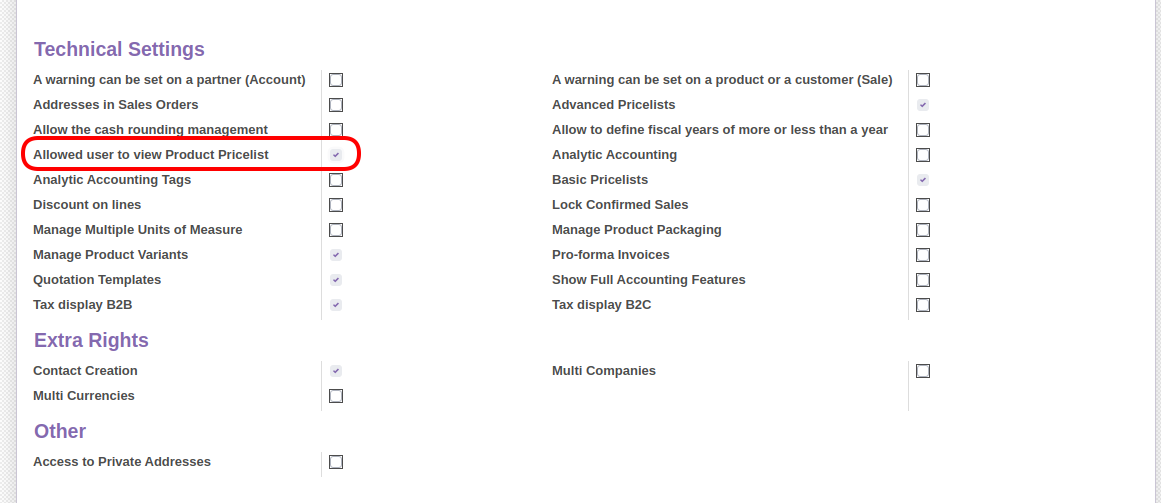 Technical Settings
A warning can be set on a partner (Account)
A warning can be set on a product or a customer (Sale)
Addresses in Sales Orders
Advanced Pricelists
Allow the cash rounding management
Allow to define fiscal years of more or less than a year
Allowed user to view Product Pricelist
Analytic Accounting
Analytic Accounting Tags
Basic Pricelists
Discount on lines
Lock Confirmed Sales
Manage Multiple Units of Measure
Manage Product Packaging
Manage Product Variants
Pro-forma Invoices
Quotation Templates
Show Full Accounting Features
Tax display B2B
Tax display B2C
Extra Rights
Contact Creation
Multi Companies
Multi Currencies
Other
Access to Private Addresses